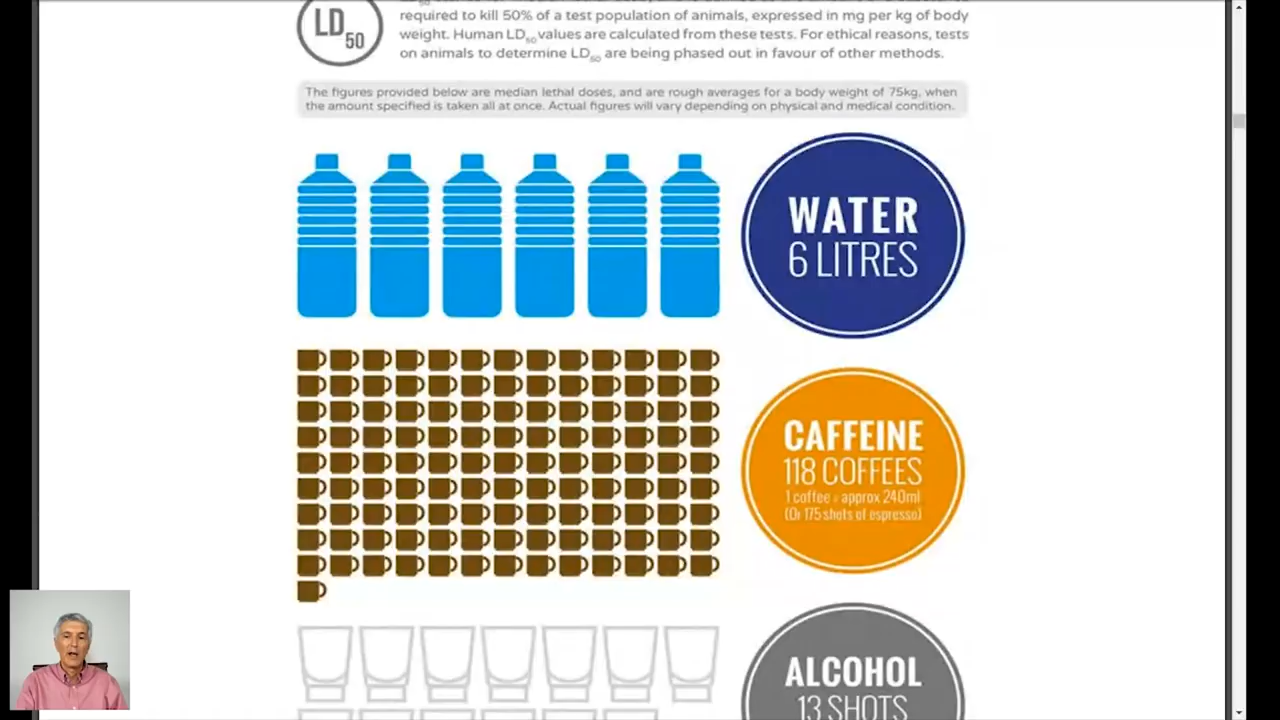 LD50
required to kill 50% of a test population of animals, expressed in mg per kg of body
weight. Human LD50 values are calculated from these tests. For ethical reasons, tests
on animals to determine LD50 are being phased out in favour of other methods.
The figures provided below are median lethal doses, and are rough averages for a body weight of 75kg, when
the amount specified is taken all at once. Actual figures will vary depending on physical and medical condition.
WATER
6 LITRES
CAFFEINE
118 COFFEES
1 coffee = approx 240ml
(Or 175 shots of espresso)
ALCOHOL
13 SHOTS